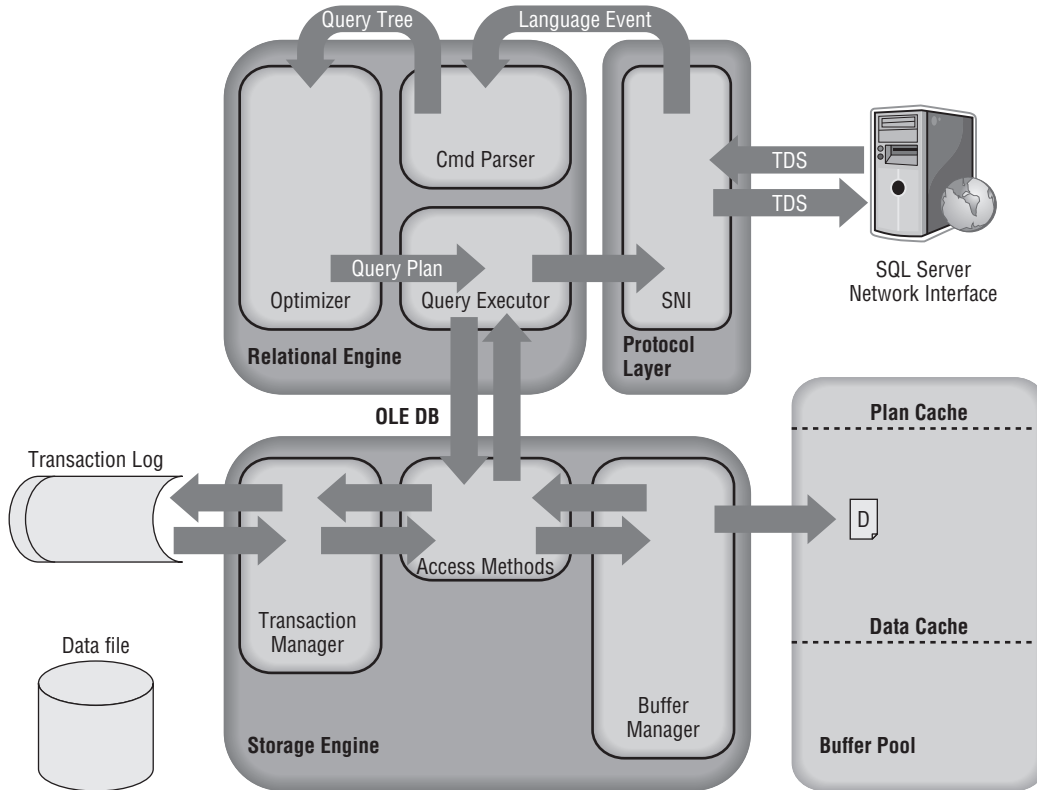 Query Tree
Language Event
Cmd Parser
TDS
TDS
Query Plan
Optimizer
Query Executor
SNI
SQL Server
Network Interface
Relational Engine
Protocol
Layer
OLE DB
Plan Cache
Transaction Log
D
Access Methods
Transaction
Manager
Data file
Data Cache
Buffer
Manager
Storage Engine
Buffer Pool